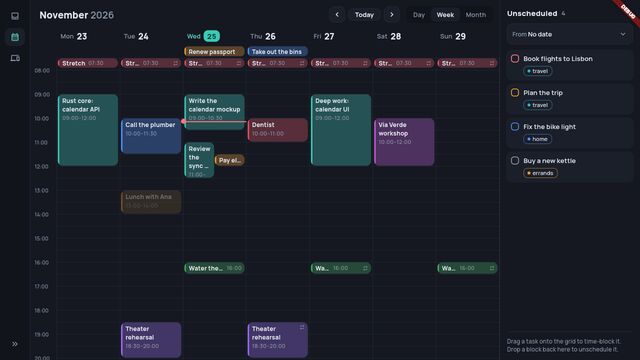 November 2026
Today
Day
Week
Month
Mon 23
Tue 24
Wed 25
Thu 26
Fri 27
Sat 28
Sun 29
Renew passport
Take out the bins
Stretch 07:30
Str… 07:30
Str… 07:30
Str… 07:30
Str… 07:30
Str… 07:30
Str… 07:30
08:00
09:00
10:00
11:00
12:00
13:00
14:00
15:00
16:00
17:00
18:00
19:00
20:00
Rust core:
calendar API
09:00–12:00
Call the plumber
10:00–11:30
Lunch with Ana
13:00–14:00
Theater
rehearsal
18:30–20:00
Write the
calendar mockup
09:00–10:30
Review
the
sync …
11:00–
Pay el…
Water the… 16:00
Dentist
10:00–11:00
Theater
rehearsal
18:30–20:00
Deep work:
calendar UI
09:00–12:00
Wa… 16:00
Via Verde
workshop
10:00–12:00
Wa… 16:00
Unscheduled 4
From No date
Book flights to Lisbon
travel
Plan the trip
travel
Fix the bike light
home
Buy a new kettle
errands
Drag a task onto the grid to time-block it.
Drop a block back here to unschedule it.